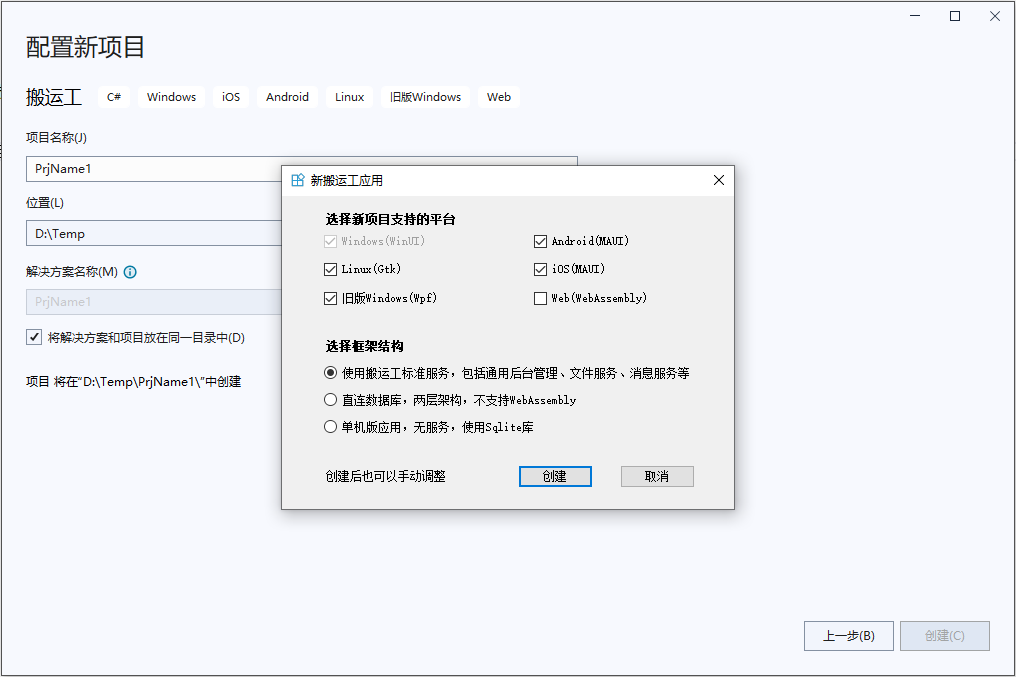 配置新项目
搬运工 C# Windows iOS Android Linux 旧版Windows Web
项目名称(J)
PrjName1
新搬运工应用
位置(L)
选择新项目支持的平台
D:\Temp
Windows(WinUI) Android(MAUI)
解决方案名称(M) Linux(Gtk) iOS(MAUI)
PrjName1 旧版Windows(Wpf) Web(WebAssembly)
将解决方案和项目放在同一目录中(D)
选择框架结构
使用搬运工标准服务，包括通用后台管理、文件服务、消息服务等
项目 将在“D:\Temp\PrjName1\”中创建
直连数据库，两层架构，不支持WebAssembly
单机版应用，无服务，使用Sqlite库
创建后也可以手动调整 创建 取消
上一步(B) 创建(C)